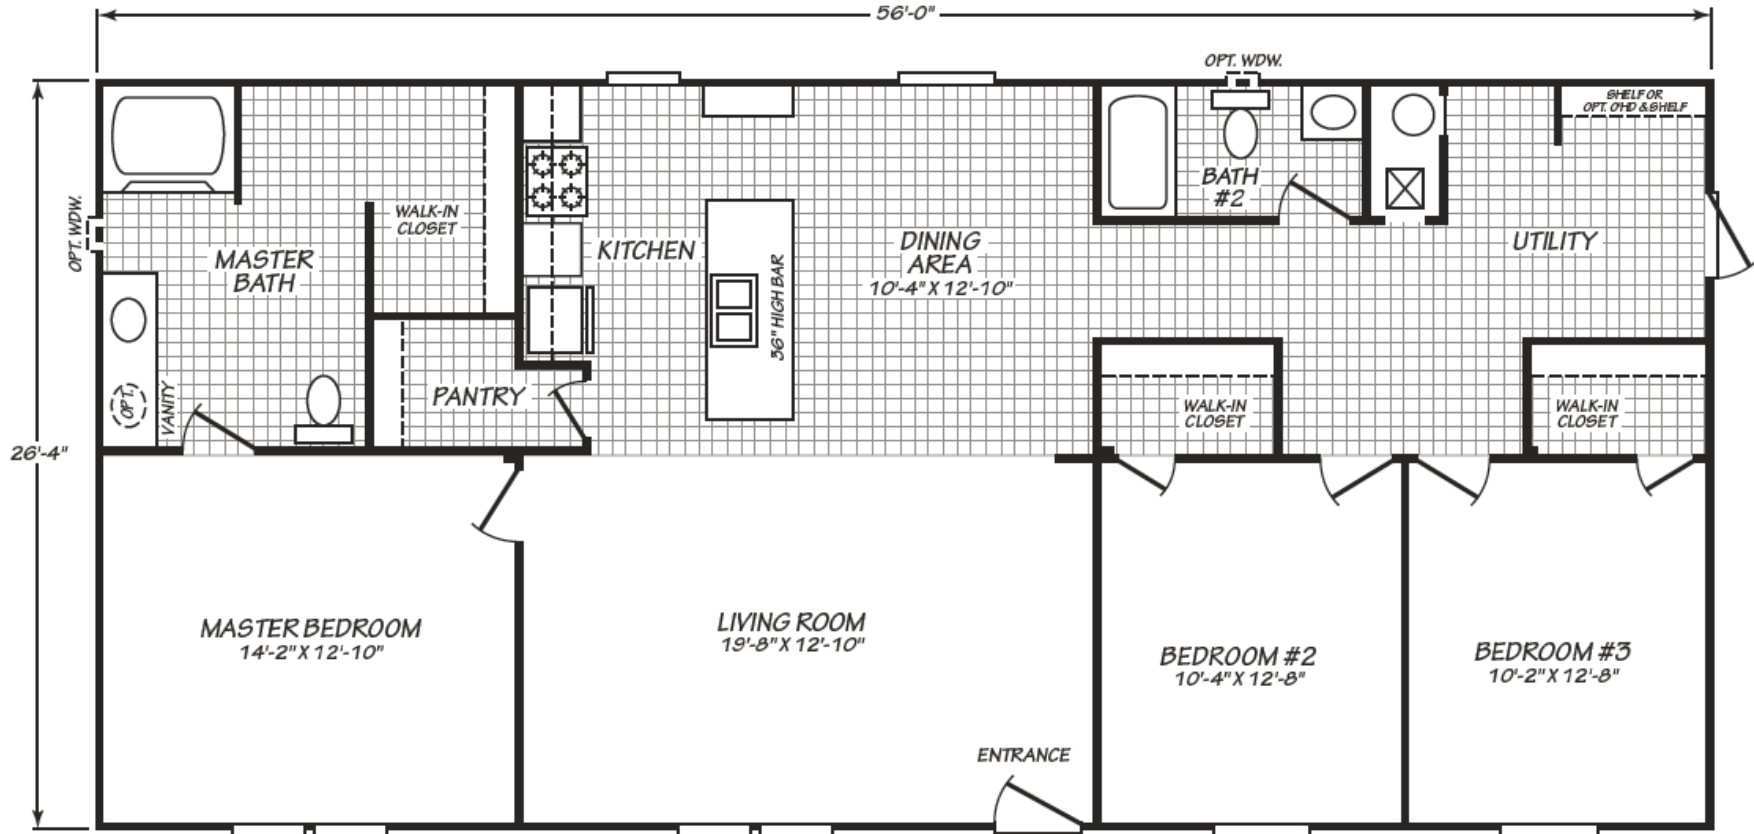 56'-0"
OPT. WDW.
SHELF OR
OPT. O'HD & SHELF
OPT. WDW.
WALK-IN
CLOSET
MASTER
BATH
KITCHEN
DINING
AREA
10'-4" X 12'-10"
36" HIGH BAR
BATH
#2
UTILITY
OPT.
VANITY
PANTRY
WALK-IN
CLOSET
WALK-IN
CLOSET
26'-4"
MASTER BEDROOM
14'-2" X 12'-10"
LIVING ROOM
19'-8" X 12'-10"
BEDROOM #2
10'-4" X 12'-8"
BEDROOM #3
10'-2" X 12'-8"
ENTRANCE